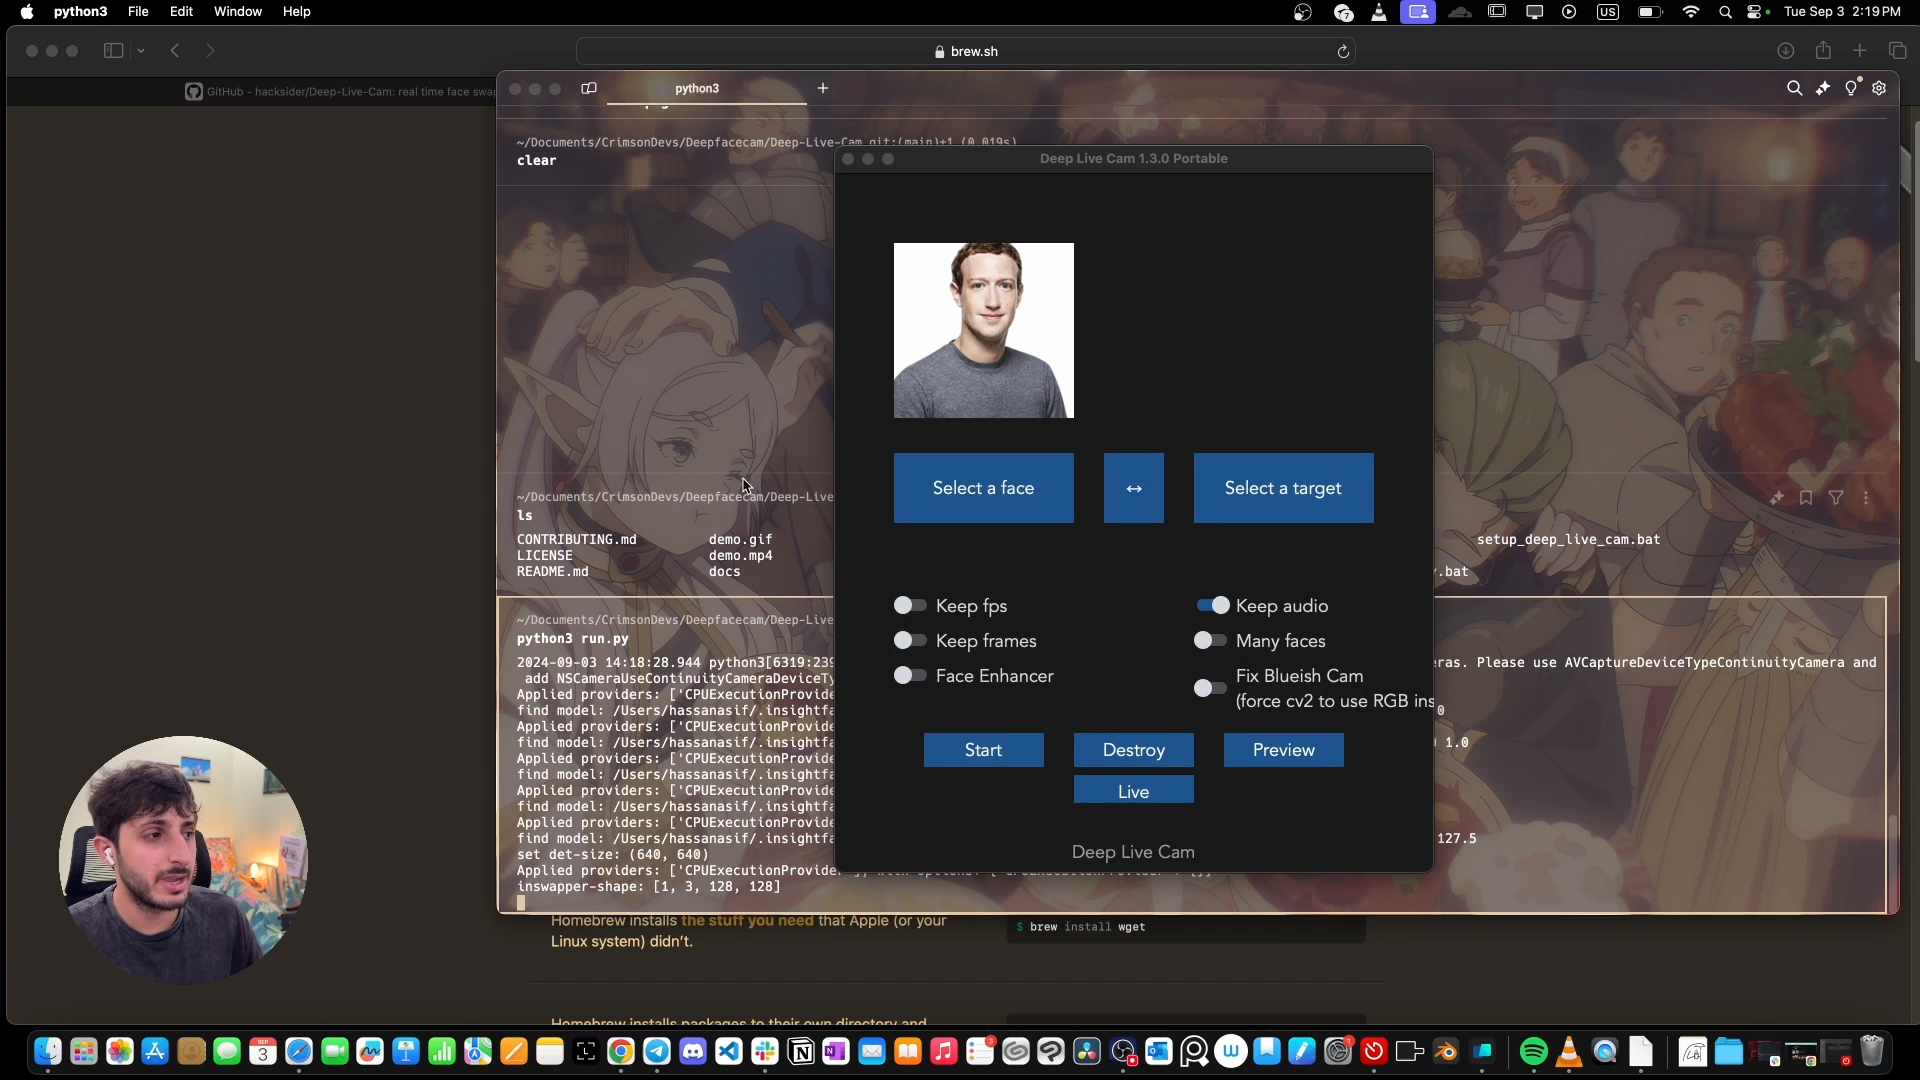 python3 File Edit Window Help
US
Tue Sep 3 2:19 PM
brew.sh
GitHub - hacksider/Deep-Live-Cam: real time face swap
python3
~/Documents/CrimsonDevs/Deepfacecam/Deep-Live-Cam git:(main)±1 (0.019s)
clear
Deep Live Cam 1.3.0 Portable
Select a face
↔
Select a target
~/Documents/CrimsonDevs/Deepfacecam/Deep-Live
ls
CONTRIBUTING.md demo.gif setup_deep_live_cam.bat
LICENSE demo.mp4
README.md docs .bat
Keep fps
Keep audio
Keep frames
Many faces
Face Enhancer
Fix Blueish Cam
(force cv2 to use RGB ins
Start
Destroy
Preview
Live
Deep Live Cam
~/Documents/CrimsonDevs/Deepfacecam/Deep-Live
python3 run.py
2024-09-03 14:18:28.944 python3[6319:239 eras. Please use AVCaptureDeviceTypeContinuityCamera and
add NSCameraUseContinuityCameraDeviceTy
Applied providers: ['CPUExecutionProvide
find model: /Users/hassanasif/.insightfa 0
Applied providers: ['CPUExecutionProvide
find model: /Users/hassanasif/.insightfa 1.0
Applied providers: ['CPUExecutionProvide
find model: /Users/hassanasif/.insightfa
Applied providers: ['CPUExecutionProvide
find model: /Users/hassanasif/.insightfa
Applied providers: ['CPUExecutionProvide
find model: /Users/hassanasif/.insightfa 127.5
set det-size: (640, 640)
Applied providers: ['CPUExecutionProvide
inswapper-shape: [1, 3, 128, 128]
Homebrew installs the stuff you need that Apple (or your
Linux system) didn't.
$ brew install wget
Homebrew installs packages to their own directory and